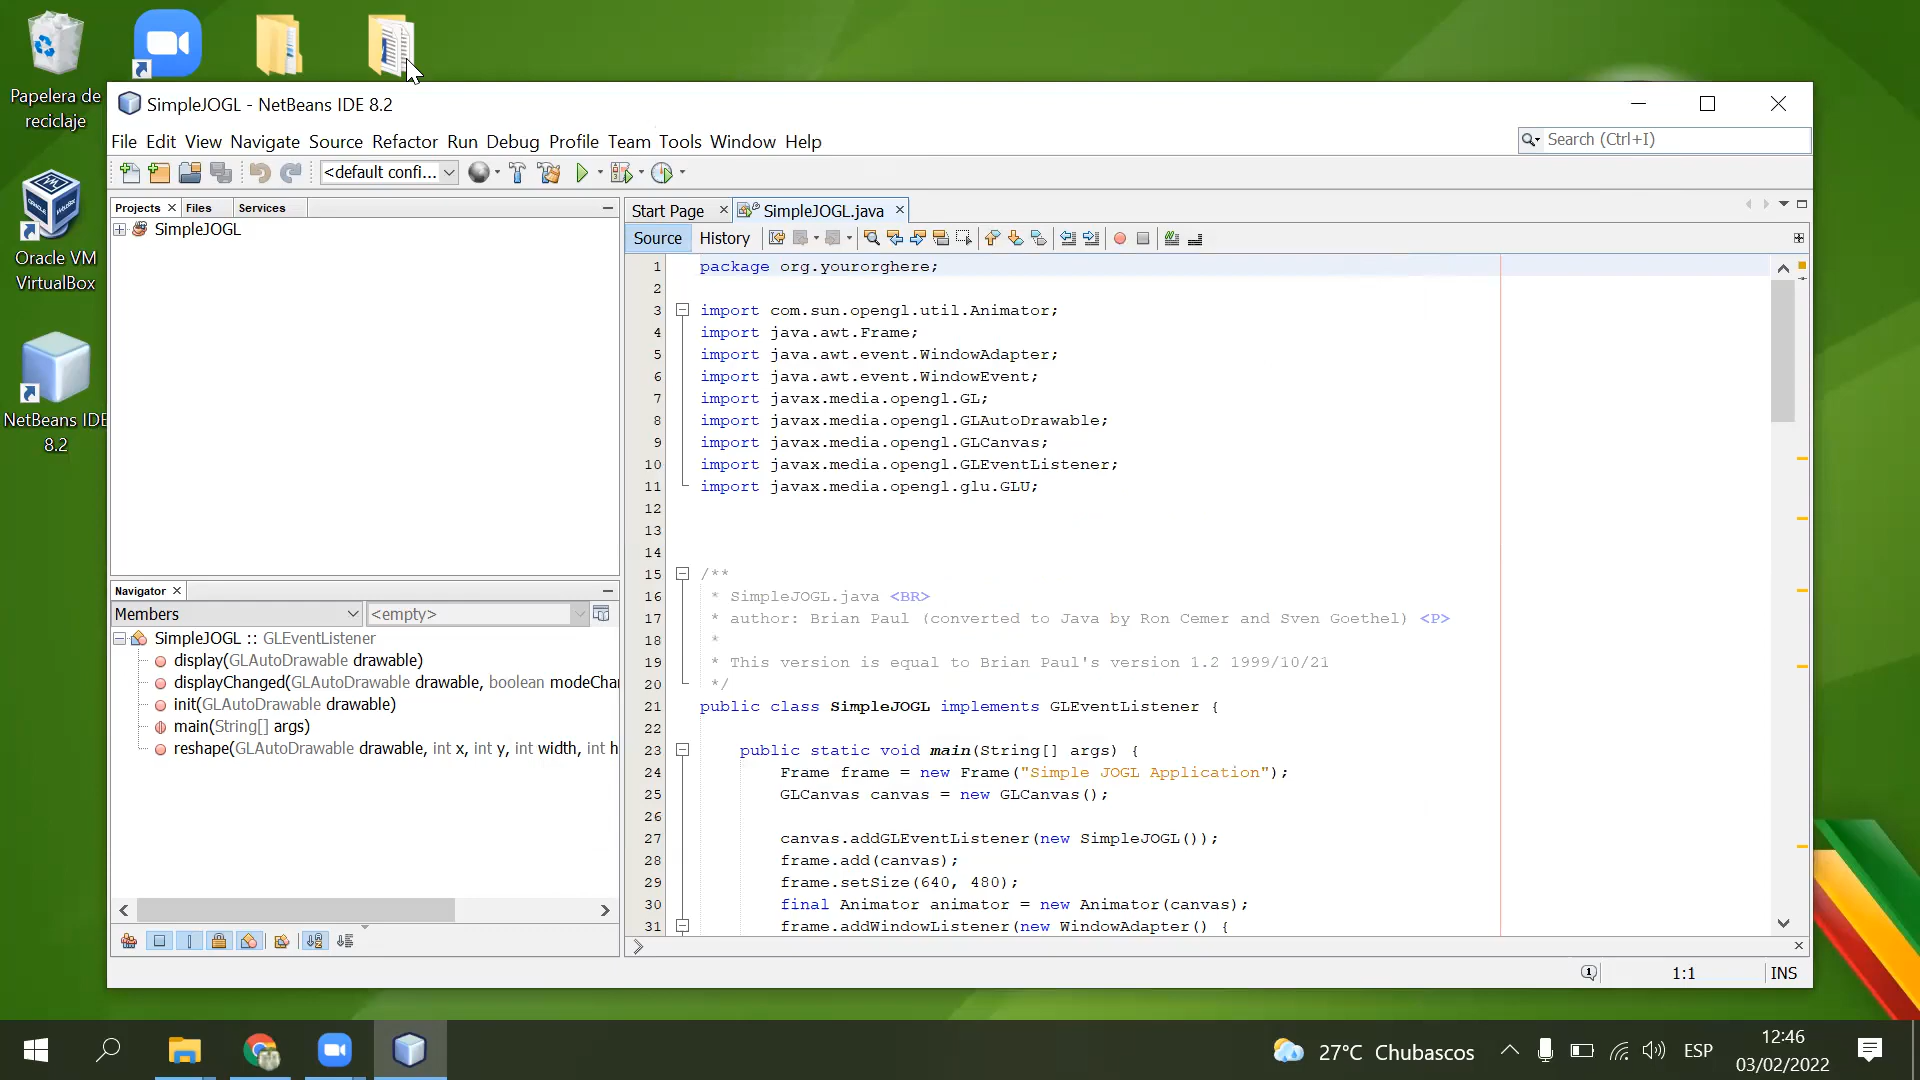 Papelera de
reciclaje
Oracle VM
VirtualBox
NetBeans IDE
8.2
SimpleJOGL - NetBeans IDE 8.2
File Edit View Navigate Source Refactor Run Debug Profile Team Tools Window Help
Search (Ctrl+I)
<default confi...
Projects Files Services
SimpleJOGL
Start Page SimpleJOGL.java
Source History
1 package org.yourorghere;
2
3 import com.sun.opengl.util.Animator;
4 import java.awt.Frame;
5 import java.awt.event.WindowAdapter;
6 import java.awt.event.WindowEvent;
7 import javax.media.opengl.GL;
8 import javax.media.opengl.GLAutoDrawable;
9 import javax.media.opengl.GLCanvas;
10 import javax.media.opengl.GLEventListener;
11 import javax.media.opengl.glu.GLU;
12
13
14
15 /**
16 * SimpleJOGL.java <BR>
17 * author: Brian Paul (converted to Java by Ron Cemer and Sven Goethel) <P>
18 *
19 * This version is equal to Brian Paul's version 1.2 1999/10/21
20 */
21 public class SimpleJOGL implements GLEventListener {
22
23 public static void main(String[] args) {
24 Frame frame = new Frame("Simple JOGL Application");
25 GLCanvas canvas = new GLCanvas();
26
27 canvas.addGLEventListener(new SimpleJOGL());
28 frame.add(canvas);
29 frame.setSize(640, 480);
30 final Animator animator = new Animator(canvas);
31 frame.addWindowListener(new WindowAdapter() {
Navigator
Members <empty>
SimpleJOGL :: GLEventListener
display(GLAutoDrawable drawable)
displayChanged(GLAutoDrawable drawable, boolean modeChan
init(GLAutoDrawable drawable)
main(String[] args)
reshape(GLAutoDrawable drawable, int x, int y, int width, int h
1:1 INS
27°C Chubascos
ESP
12:46
03/02/2022